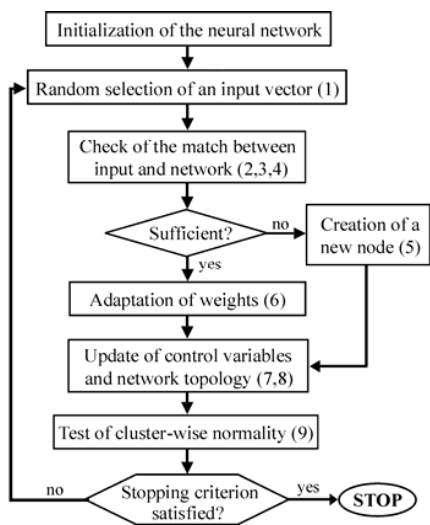 Initialization of the neural network
Random selection of an input vector (1)
Check of the match between
input and network (2,3,4)
Sufficient?
no
Creation of a
new node (5)
yes
Adaptation of weights (6)
Update of control variables
and network topology (7,8)
Test of cluster-wise normality (9)
no
Stopping criterion
satisfied?
yes
STOP